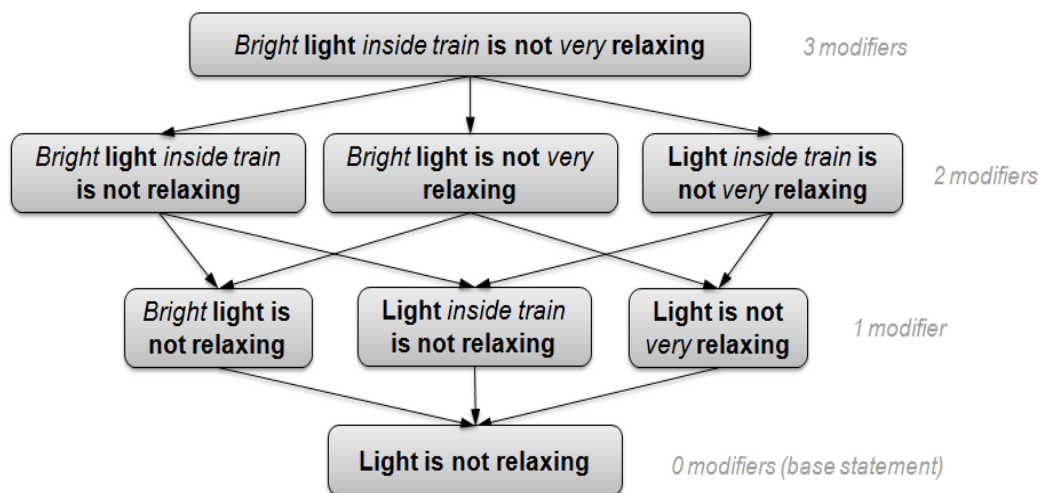 Bright light inside train is not very relaxing
3 modifiers
Bright light inside train
is not relaxing
Bright light is not very
relaxing
Light inside train is
not very relaxing
2 modifiers
Bright light is
not relaxing
Light inside train
is not relaxing
Light is not
very relaxing
1 modifier
Light is not relaxing
0 modifiers (base statement)